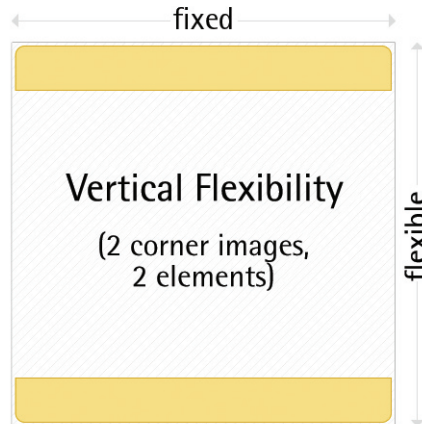 fixed
Vertical Flexibility
(2 corner images,
2 elements)
flexible